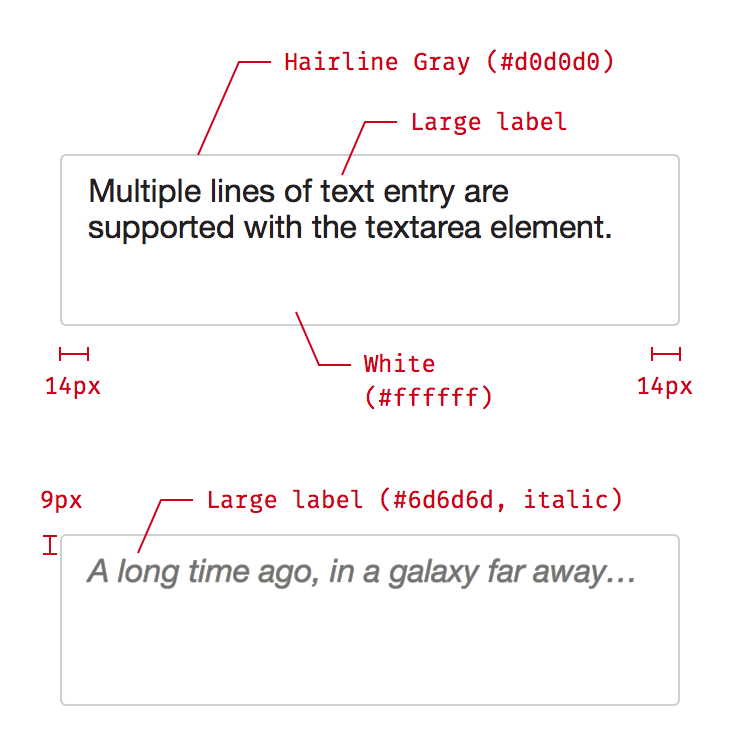 Hairline Gray (#d0d0d0)
Large label
Multiple lines of text entry are
supported with the textarea element.
White
(#ffffff)
14px
14px
9px
Large label (#6d6d6d, italic)
A long time ago, in a galaxy far away…